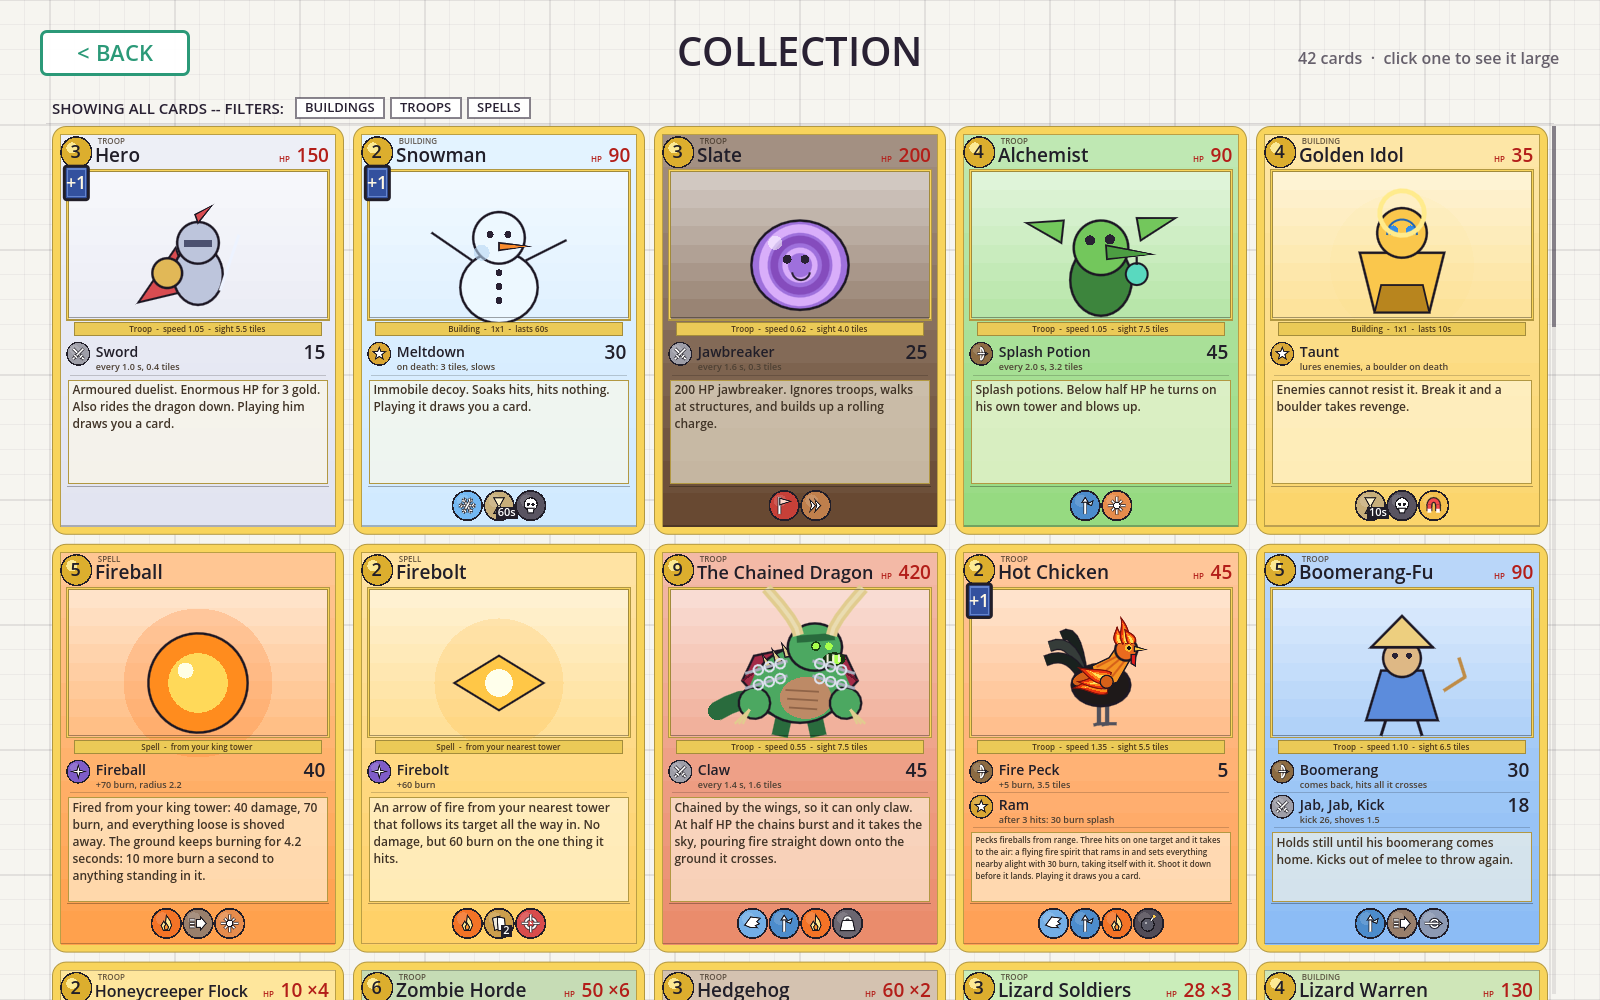 < BACK
COLLECTION
42 cards · click one to see it large
SHOWING ALL CARDS -- FILTERS: BUILDINGS TROOPS SPELLS
3 TROOP
Hero HP 150
+1
Troop - speed 1.05 - sight 5.5 tiles
Sword 15
every 1.0 s, 0.4 tiles
Armoured duelist. Enormous HP for 3 gold.
Also rides the dragon down. Playing him
draws you a card.
2 BUILDING
Snowman HP 90
+1
Building - 1x1 - lasts 60s
Meltdown 30
on death: 3 tiles, slows
Immobile decoy. Soaks hits, hits nothing.
Playing it draws you a card.
60s
3 TROOP
Slate HP 200
Troop - speed 0.62 - sight 4.0 tiles
Jawbreaker 25
every 1.6 s, 0.3 tiles
200 HP jawbreaker. Ignores troops, walks
at structures, and builds up a rolling
charge.
4 TROOP
Alchemist HP 90
Troop - speed 1.05 - sight 7.5 tiles
Splash Potion 45
every 2.0 s, 3.2 tiles
Splash potions. Below half HP he turns on
his own tower and blows up.
4 BUILDING
Golden Idol HP 35
Building - 1x1 - lasts 10s
Taunt
lures enemies, a boulder on death
Enemies cannot resist it. Break it and a
boulder takes revenge.
10s
5 SPELL
Fireball
Spell - from your king tower
Fireball 40
+70 burn, radius 2.2
Fired from your king tower: 40 damage, 70
burn, and everything loose is shoved
away. The ground keeps burning for 4.2
seconds: 10 more burn a second to
anything standing in it.
2 SPELL
Firebolt
Spell - from your nearest tower
Firebolt
+60 burn
An arrow of fire from your nearest tower
that follows its target all the way in. No
damage, but 60 burn on the one thing it
hits.
2
9 TROOP
The Chained Dragon HP 420
Troop - speed 0.55 - sight 7.5 tiles
Claw 45
every 1.4 s, 1.6 tiles
Chained by the wings, so it can only claw.
At half HP the chains burst and it takes the
sky, pouring fire straight down onto the
ground it crosses.
2 TROOP
Hot Chicken HP 45
+1
Troop - speed 1.35 - sight 5.5 tiles
Fire Peck 5
+5 burn, 3.5 tiles
Ram
after 3 hits: 30 burn splash
Pecks fireballs from range. Three hits on one target and it takes
to the air: a flying fire spirit that rams in and sets everything
nearby alight with 30 burn, taking itself with it. Shoot it down
before it lands. Playing it draws you a card.
5 TROOP
Boomerang-Fu HP 90
Troop - speed 1.10 - sight 6.5 tiles
Boomerang 30
comes back, hits all it crosses
Jab, Jab, Kick 18
kick 26, shoves 1.5
Holds still until his boomerang comes
home. Kicks out of melee to throw again.
2 TROOP
Honeycreeper Flock HP 10 ×4
6 TROOP
Zombie Horde HP 50 ×6
3 TROOP
Hedgehog HP 60 ×2
3 TROOP
Lizard Soldiers HP 28 ×3
4 BUILDING
Lizard Warren HP 130